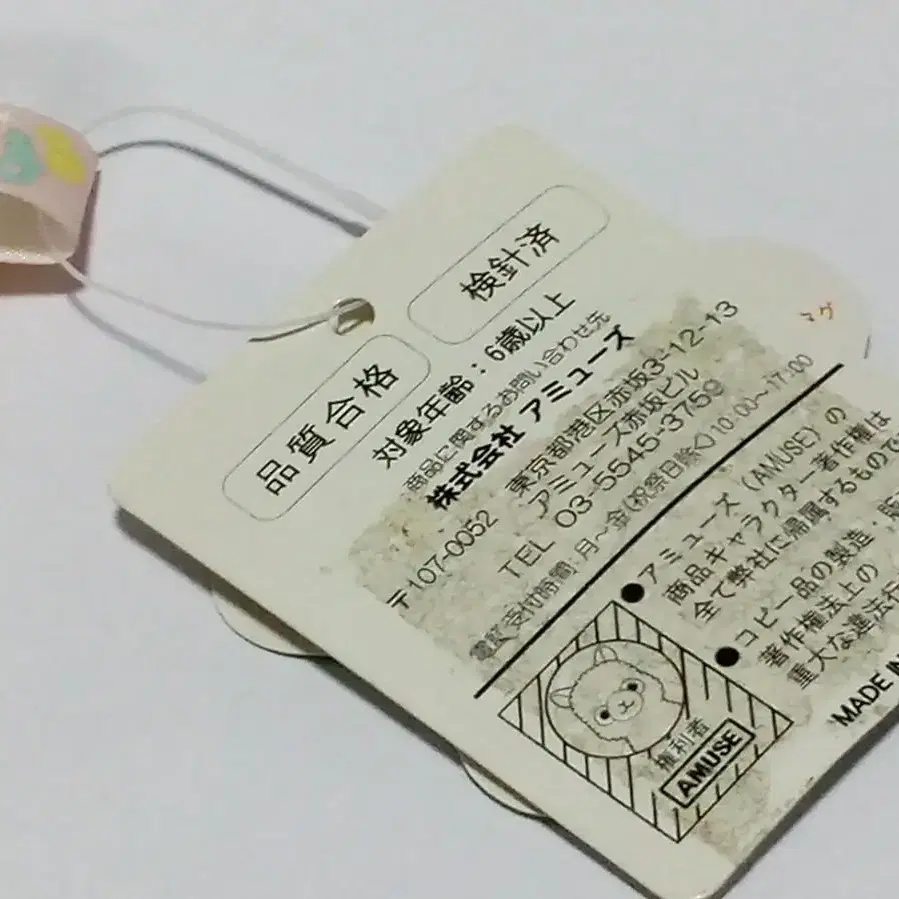 検針済
品質合格
対象年齢：6歳以上
商品に関するお問い合わせ先
株式会社 アミューズ
〒107-0052 東京都港区赤坂3-12-13
アミューズ赤坂ビル
TEL 03-5545-3759
電話受付時間：月～金(祝祭日除く)10:00～17:00
●アミューズ（AMUSE）の
商品キャラクター著作権は
全て弊社に帰属するもので
●コピー品の製造・販
著作権法上の
重大な違法行
MADE IN
権利者
AMUSE
マグ